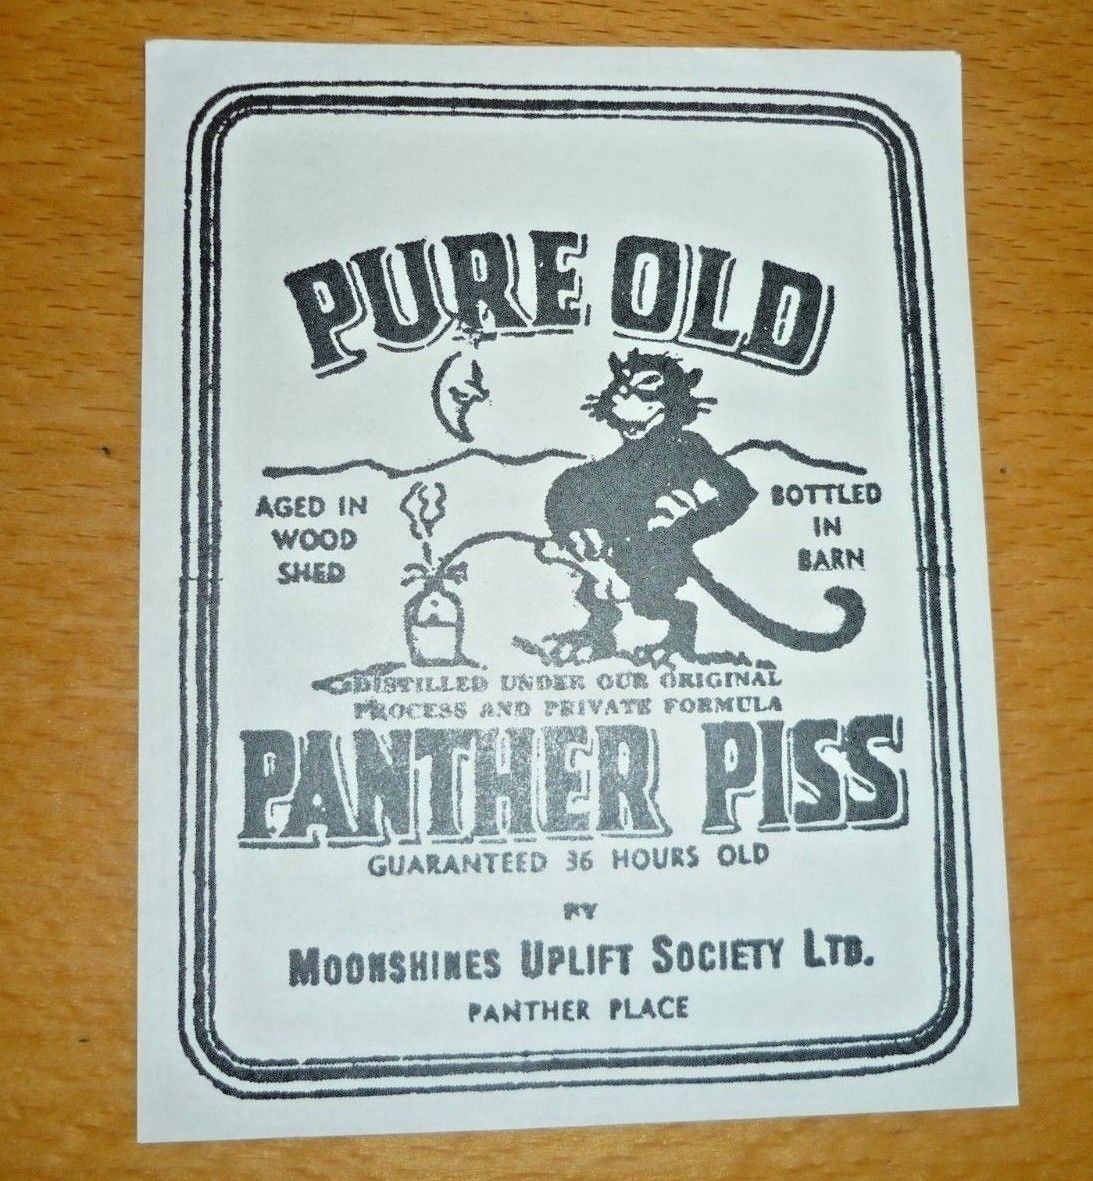 PURE OLD
AGED IN
WOOD
SHED
BOTTLED
IN
BARN
DISTILLED UNDER OUR ORIGINAL
PROCESS AND PRIVATE FORMULA
PANTHER PISS
GUARANTEED 36 HOURS OLD
BY
MOONSHINES UPLIFT SOCIETY LTD.
PANTHER PLACE